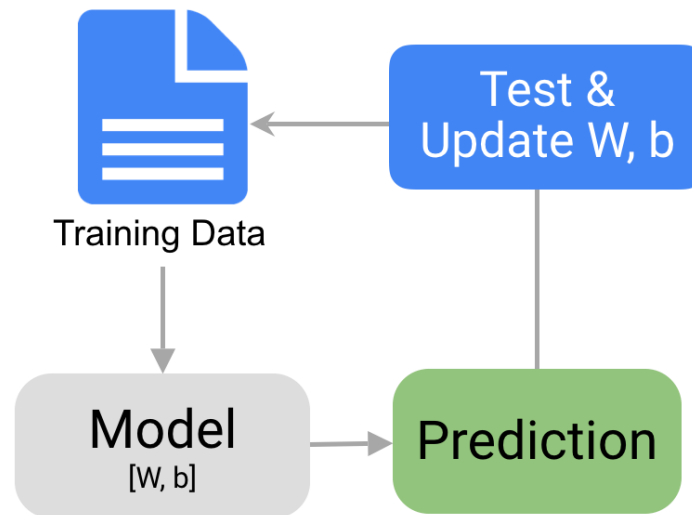 Test &
Update W, b
Training Data
Model
[W, b]
Prediction